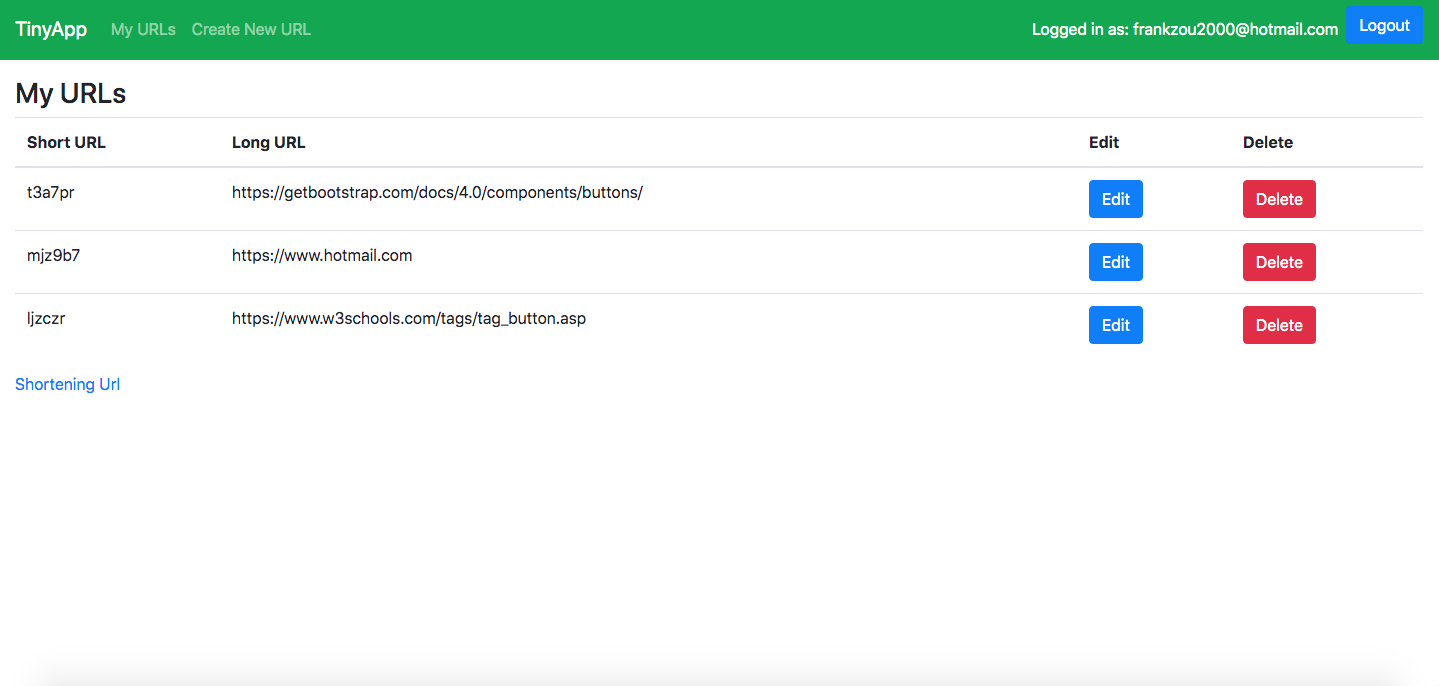 TinyApp My URLs Create New URL Logged in as: frankzou2000@hotmail.com Logout
My URLs
Short URL Long URL Edit Delete
t3a7pr https://getbootstrap.com/docs/4.0/components/buttons/ Edit Delete
mjz9b7 https://www.hotmail.com Edit Delete
ljzczr https://www.w3schools.com/tags/tag_button.asp Edit Delete
Shortening Url